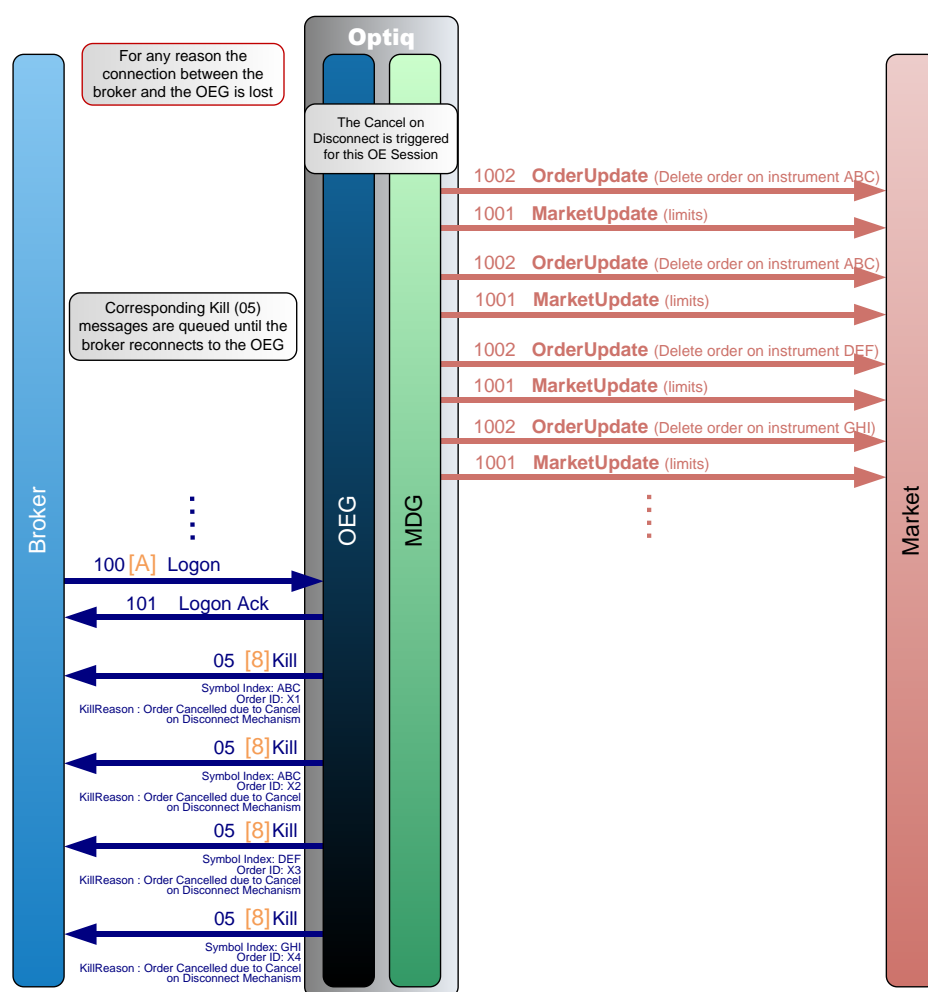 Optiq
For any reason the
connection between the
broker and the OEG is lost
The Cancel on
Disconnect is triggered
for this OE Session
1002 OrderUpdate (Delete order on instrument ABC)
1001 MarketUpdate (limits)
1002 OrderUpdate (Delete order on instrument ABC)
1001 MarketUpdate (limits)
Corresponding Kill (05)
messages are queued until the
broker reconnects to the OEG
1002 OrderUpdate (Delete order on instrument DEF)
1001 MarketUpdate (limits)
1002 OrderUpdate (Delete order on instrument GHI)
1001 MarketUpdate (limits)
Broker
OEG
MDG
Market
100 [A] Logon
101 Logon Ack
05 [8] Kill
Symbol Index: ABC
Order ID: X1
KillReason : Order Cancelled due to Cancel
on Disconnect Mechanism
05 [8] Kill
Symbol Index: ABC
Order ID: X2
KillReason : Order Cancelled due to Cancel
on Disconnect Mechanism
05 [8] Kill
Symbol Index: DEF
Order ID: X3
KillReason : Order Cancelled due to Cancel
on Disconnect Mechanism
05 [8] Kill
Symbol Index: GHI
Order ID: X4
KillReason : Order Cancelled due to Cancel
on Disconnect Mechanism